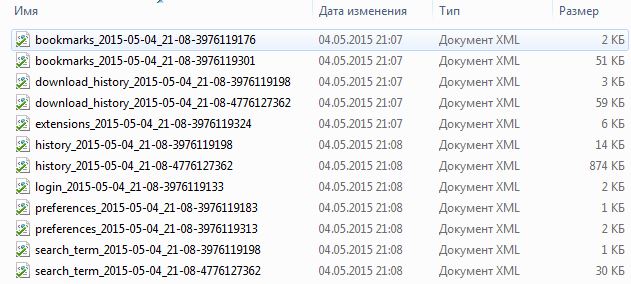 Имя Дата изменения Тип Размер
bookmarks_2015-05-04_21-08-3976119176 04.05.2015 21:07 Документ XML 2 КБ
bookmarks_2015-05-04_21-08-3976119301 04.05.2015 21:07 Документ XML 51 КБ
download_history_2015-05-04_21-08-3976119198 04.05.2015 21:07 Документ XML 3 КБ
download_history_2015-05-04_21-08-4776127362 04.05.2015 21:07 Документ XML 59 КБ
extensions_2015-05-04_21-08-3976119324 04.05.2015 21:07 Документ XML 6 КБ
history_2015-05-04_21-08-3976119198 04.05.2015 21:08 Документ XML 14 КБ
history_2015-05-04_21-08-4776127362 04.05.2015 21:08 Документ XML 874 КБ
login_2015-05-04_21-08-3976119133 04.05.2015 21:08 Документ XML 2 КБ
preferences_2015-05-04_21-08-3976119183 04.05.2015 21:08 Документ XML 1 КБ
preferences_2015-05-04_21-08-3976119313 04.05.2015 21:08 Документ XML 2 КБ
search_term_2015-05-04_21-08-3976119198 04.05.2015 21:08 Документ XML 1 КБ
search_term_2015-05-04_21-08-4776127362 04.05.2015 21:08 Документ XML 30 КБ